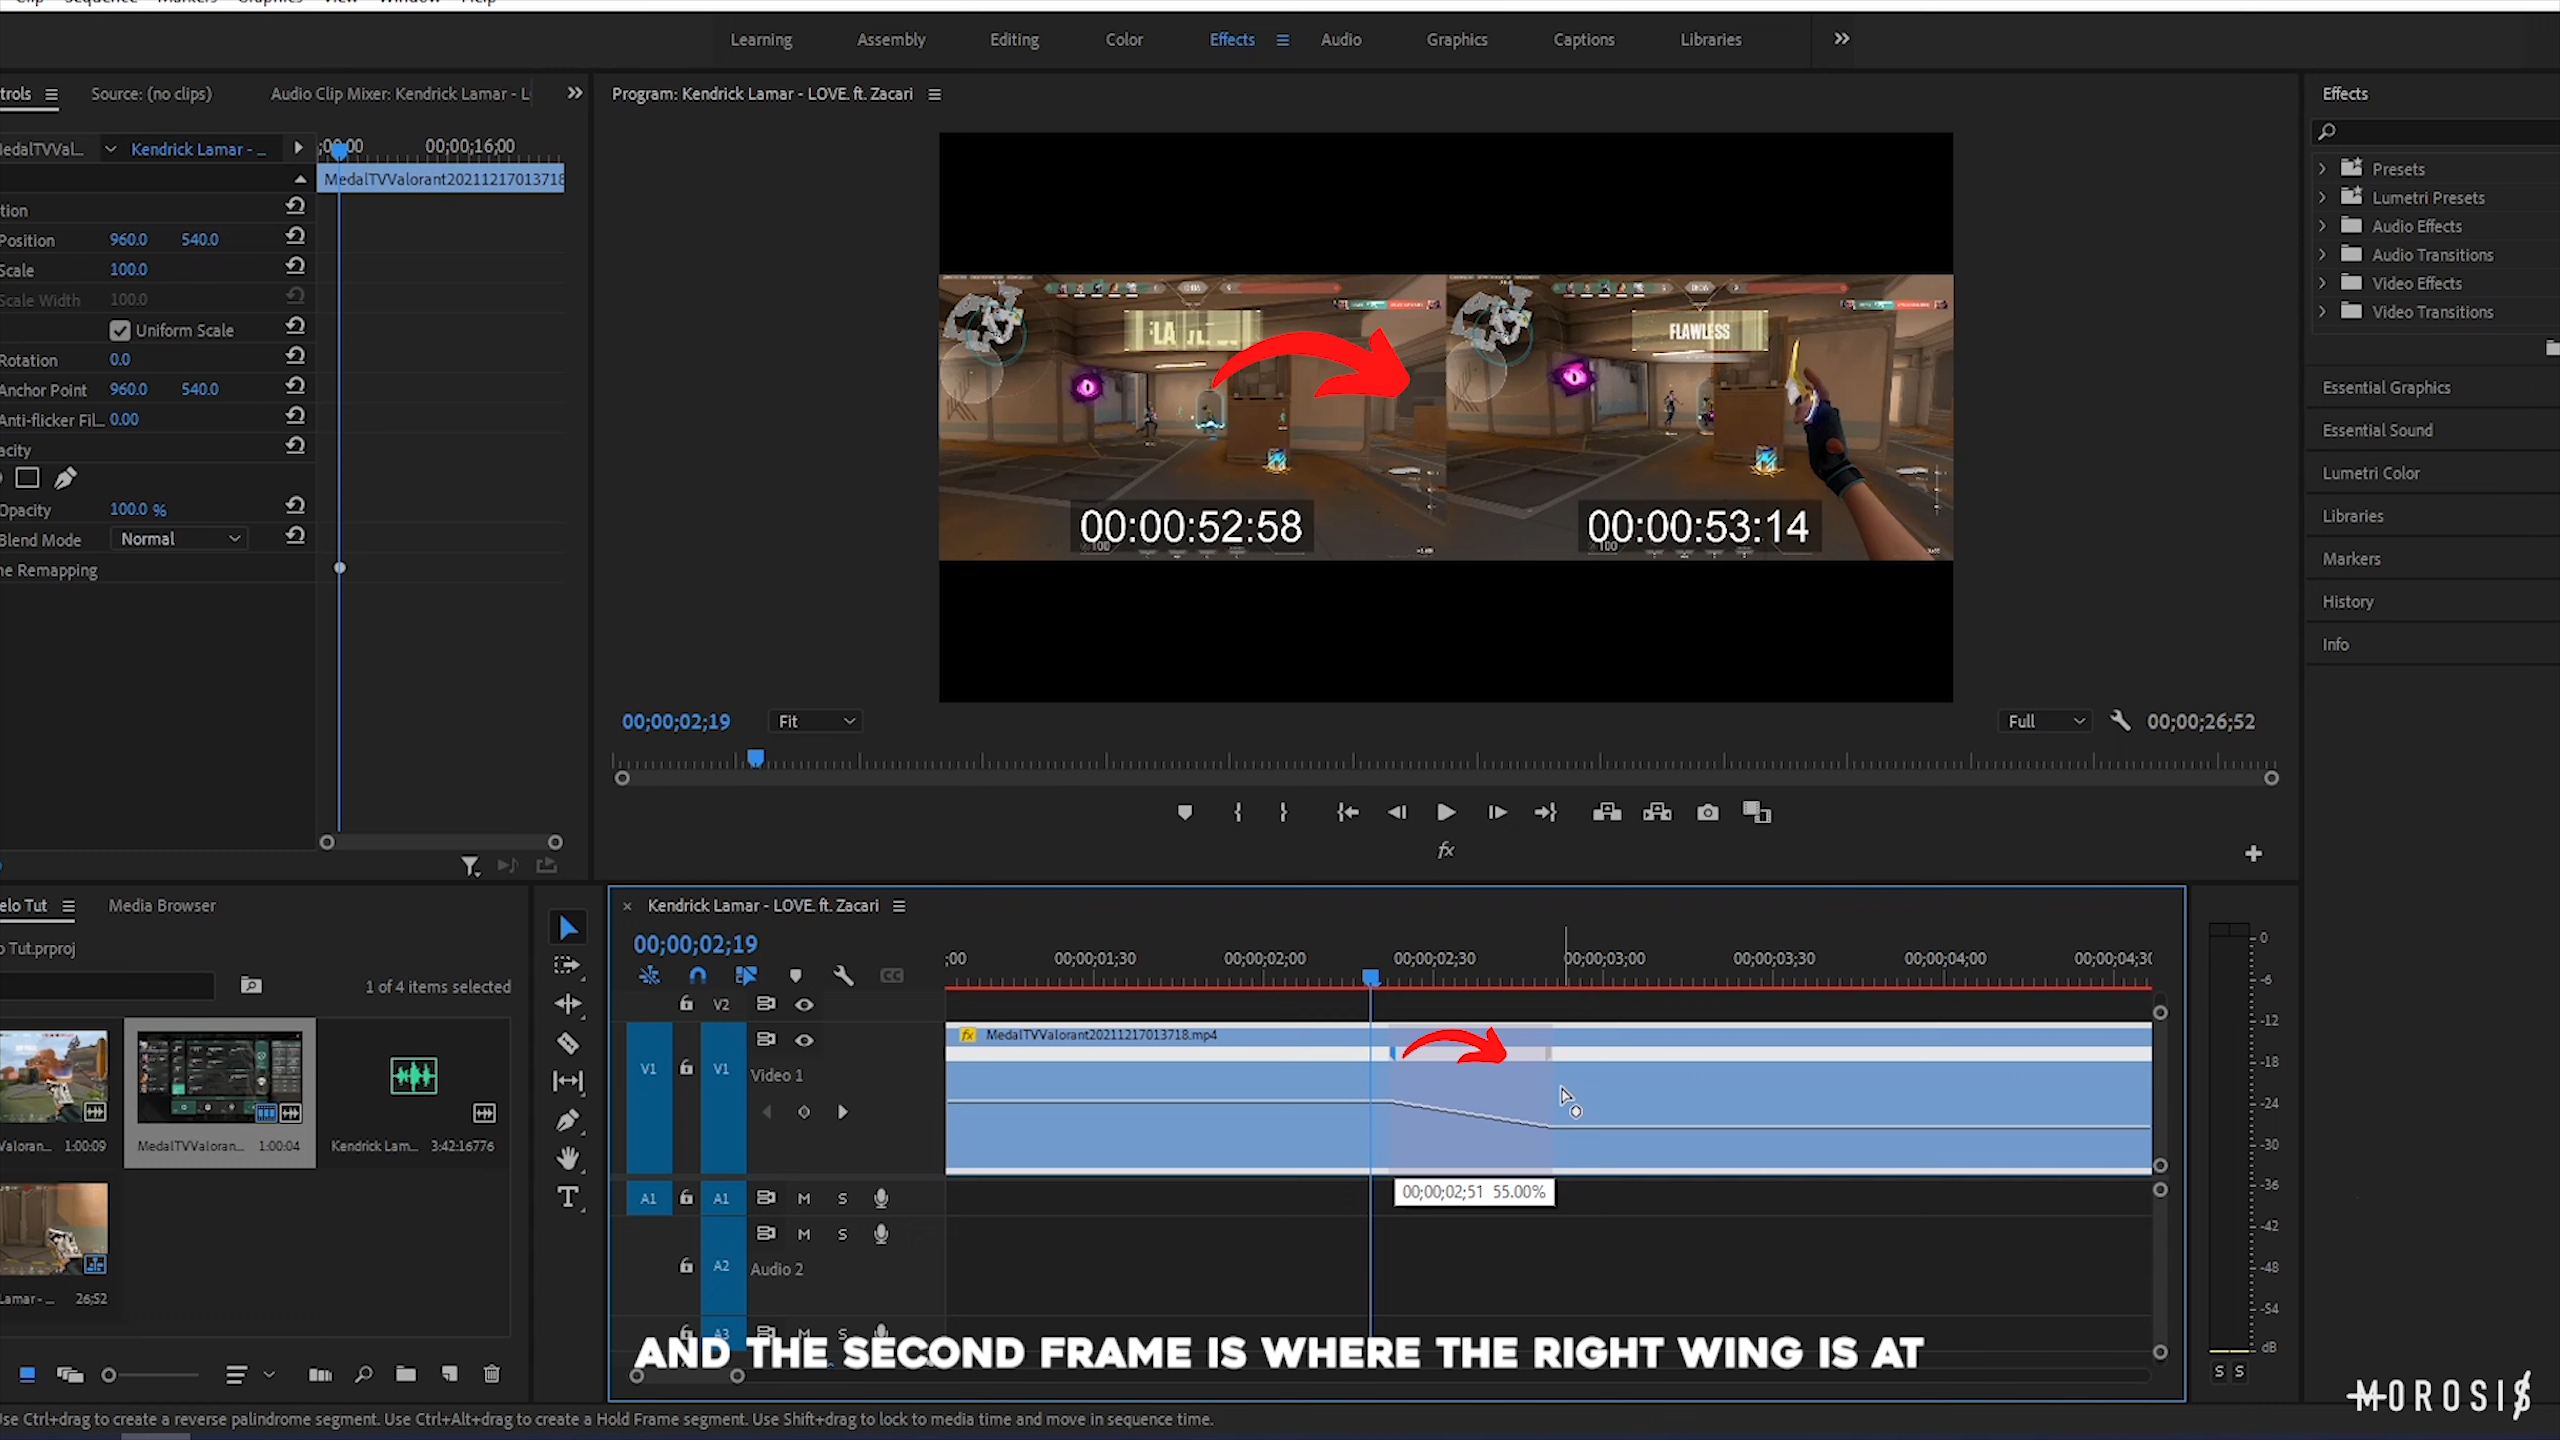 Clip Sequence Markers Graphics View Window Help
Learning Assembly Editing Color Effects Audio Graphics Captions Libraries
trols
Source: (no clips)
Audio Clip Mixer: Kendrick Lamar - L
Program: Kendrick Lamar - LOVE. ft. Zacari
Effects
edalTVVal...
Kendrick Lamar - ...
;00;00
00;00;16;00
MedalTVValorant20211217013718
tion
Position 960.0 540.0
Scale 100.0
Scale Width 100.0
Uniform Scale
Rotation 0.0
Anchor Point 960.0 540.0
Anti-flicker Fil... 0.00
acity
Opacity 100.0 %
Blend Mode Normal
ne Remapping
FLAWLESS
00:00:52:58
00:00:53:14
100
100
00;00;02;19
Fit
Full
00;00;26;52
fx
Presets
Lumetri Presets
Audio Effects
Audio Transitions
Video Effects
Video Transitions
Essential Graphics
Essential Sound
Lumetri Color
Libraries
Markers
History
Info
elo Tut
Media Browser
o Tut.prproj
1 of 4 items selected
Valoran... 1:00:09
MedalTVValoran... 1:00:04
Kendrick Lam... 3:42:16776
Lamar - ... 26;52
× Kendrick Lamar - LOVE. ft. Zacari
00;00;02;19
;00 00;00;01;30 00;00;02;00 00;00;02;30 00;00;03;00 00;00;03;30 00;00;04;00 00;00;04;30
CC
V2
fx MedalTVValorant20211217013718.mp4
V1 V1 Video 1
00;00;02;51 55.00%
A1 A1 M S
M S
A2 Audio 2
A3 M S
0
-6
-12
-18
-24
-30
-36
-42
-48
-54
dB
S S
AND THE SECOND FRAME IS WHERE THE RIGHT WING IS AT
MOROSI$
Use Ctrl+drag to create a reverse palindrome segment. Use Ctrl+Alt+drag to create a Hold Frame segment. Use Shift+drag to lock to media time and move in sequence time.